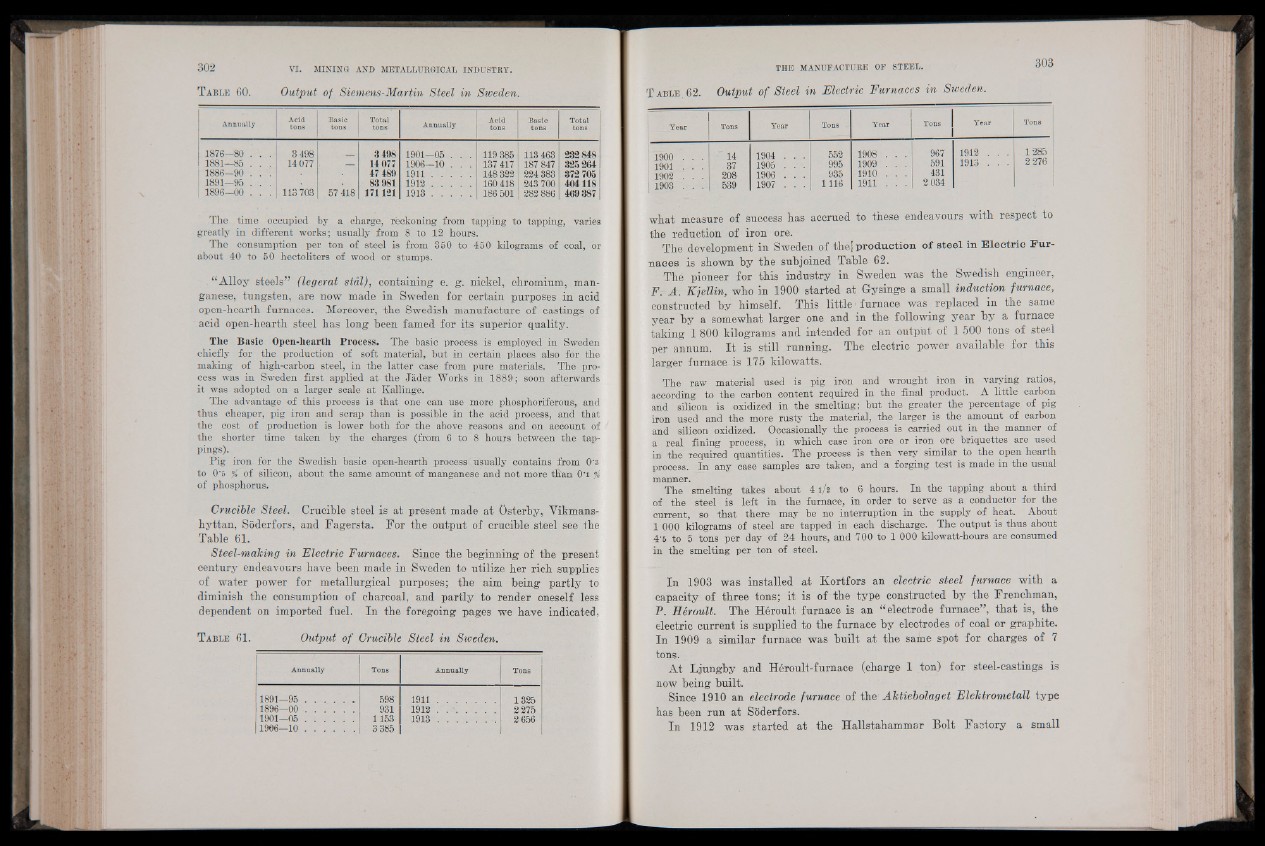 302 VI. MINING AND METALLURGICAL INDUSTRY.
TABLE 60. Output of Siemens-Martin Steel in Sweden.
Annually Acid tons Basic tons Total tons Annually Acid tons Basic tons Total tons
1876—80 . . . 3 498 — 3 498 1901—05 . . . 119 385 113 463 232 848
1881—85 . . . 14 077 — 14 077 1906—10 . . . 137 417 187 847 325 264
1886—90 . . . . . 47 489 1911 . . . . . 148 322 224 383 372 705
1891—95 . . . . . 83 981 1912 . . . . . 160 418 243 700 404 118
1896—00 . . . 113 703 57 418 171 121 1913 . . . . . 186 501 282 886 469 387
The time occupied by a charge, reckoning from tapping to tapping, varies
greatly in different works; usually from 8 to 12 hours.
The consumption per ton of steel is from 350 to 450 kilograms of coal, or
about 40 to 50 hectoliters of wood or stumps.
“Alloy steels” (legerat stål), containing e. g. nickel, chromium, man-
ganese, tungsten, are now made in Sweden for certain purposes in acid
open-hearth furnaces. Moreover, the Swedish manufacture of castings of
acid open-hearth steel has long been famed for its superior quality.
The Basic Open-hearth Process. The basic process is employed in Sweden
chiefly for the production of soft material, but in certain places also for the
making of high-carbon steel, in the latter case from pure materials. The pro-
cess was in Sweden first applied at the Jäder Works in 1889; soon afterwards
it was adopted on a larger scale at Kallinge.
The advantage of this process is that one can use more phosphoriferous, and
thus cheaper, pig iron and scrap than is possible in the acid process, and that
the cost of production is lower both for the above reasons and on account of
the shorter time taken by the charges (from 6 to 8 hours between the tap-
pings).
Pig iron for the Swedish basic open-hearth process usually contains from 0·2
to 0·5 % of silicon, about the same amount of manganese and not more than 0·1 %
of phosphorus.
Crucible Steel. Crucible steel is at present made at Österby, Vikmans-
hyttan, Söderfors, and Fagersta. For the output of crucible steel see the
Table 61.
Steel-making in Electric Furnaces. Since the beginning of the present
century endeavours have been made in Sweden to utilize her rich supplies
of water power for metallurgical purposes; the aim being partly to
diminish the consumption of charcoal, and partly to render oneself less
dependent on imported fuel. In the foregoing pages we have indicated,
TABLE 61. Output of Crucible Steel in Sweden.
Annually Tons Annually Tons
1891—95 . . . . . . 598 1911 . . . . . . . 1 325
1896—00 . . . . . . 931 1912 . . . . . . . 2 275
1901—05 . . . . . . 1 153 1913 . . . . . . . 2 656
1906—10 . . . . . . 3 385
THE MANUFACTURE OF STEEL. 303
TABLE 62. Output of Steel in Electric Furnaces in Sweden.
Year Tons Year Tons Year Tons Year Tons
1900 . . . 14 1904 . . . 552 1908 . . . 967 1912 . . . 1 285
1901 . . . 37 1905 . . . 995 1909 . . . 591 1913 . . . 2 276
1902 . . . 208 1906 . . . 935 1910 . . . 431
1903 . . . 539 1907 . . . 1 116 1911 . . . 2 034
what measure of success has accrued to these endeavours with respect to
the reduction of iron ore.
The development in Sweden of the production of steel in Electric Fur-
naces is shown by the subjoined Table 62.
The pioneer for this industry in Sweden was the Swedish engineer,
F. A. Kjellin, who in 1900 started at Gysinge a small induction furnace,
constructed by himself. This little furnace was replaced in the same
year by a somewhat larger one and in the following year by a furnace
taking 1 800 kilograms and intended for an output of 1 500 tons of steel
per annum. It is still running. The electric power available for this
larger furnace is 175 kilowatts.
The raw material used is pig iron and wrought iron in varying ratios,
according to the carbon content required in the final product. A little carbon
and silicon is oxidized in the smelting; but the greater the percentage of pig
iron used and the more rusty the material, the larger is the amount of carbon
and silicon oxidized. Occasionally the process is carried out in the manner of
a real fining process, in which case iron ore or iron ore briquettes are used
in the required quantities. The process is then very similar to the open hearth
process. In any case samples are taken, and a forging test is made in the usual
manner.
The smelting takes about 4 1/2 to 6 hours. In the tapping about a third
of the steel is left in the furnace, in order to serve as a conductor for the
current, so that there may be no interruption in the supply of heat. About
1 000 kilograms of steel are tapped in each discharge. The output is thus about
4·5 to 5 tons per day of 24 hours, and 700 to 1 000 kilowatt-hours are consumed
in the smelting per ton of steel.
In 1903 was installed at Kortfors an electric steel furnace with a
capacity of three tons; it is of the type constructed by the Frenchman,
P. Héroult. The Héroult furnace is an “electrode furnace”, that is, the
electric current is supplied to the furnace by electrodes of coal or graphite.
In 1909 a similar furnace was built at the same spot for charges of 7
tons.
At Ljungby and Héroult-furnace (charge 1 ton) for steel-castings is
now being built.
Since 1910 an electrode furnace of the Aktiebolaget Elektrometall type
has been run at Söderfors.
In 1912 was started at the Hallstahammar Bolt Factory a small